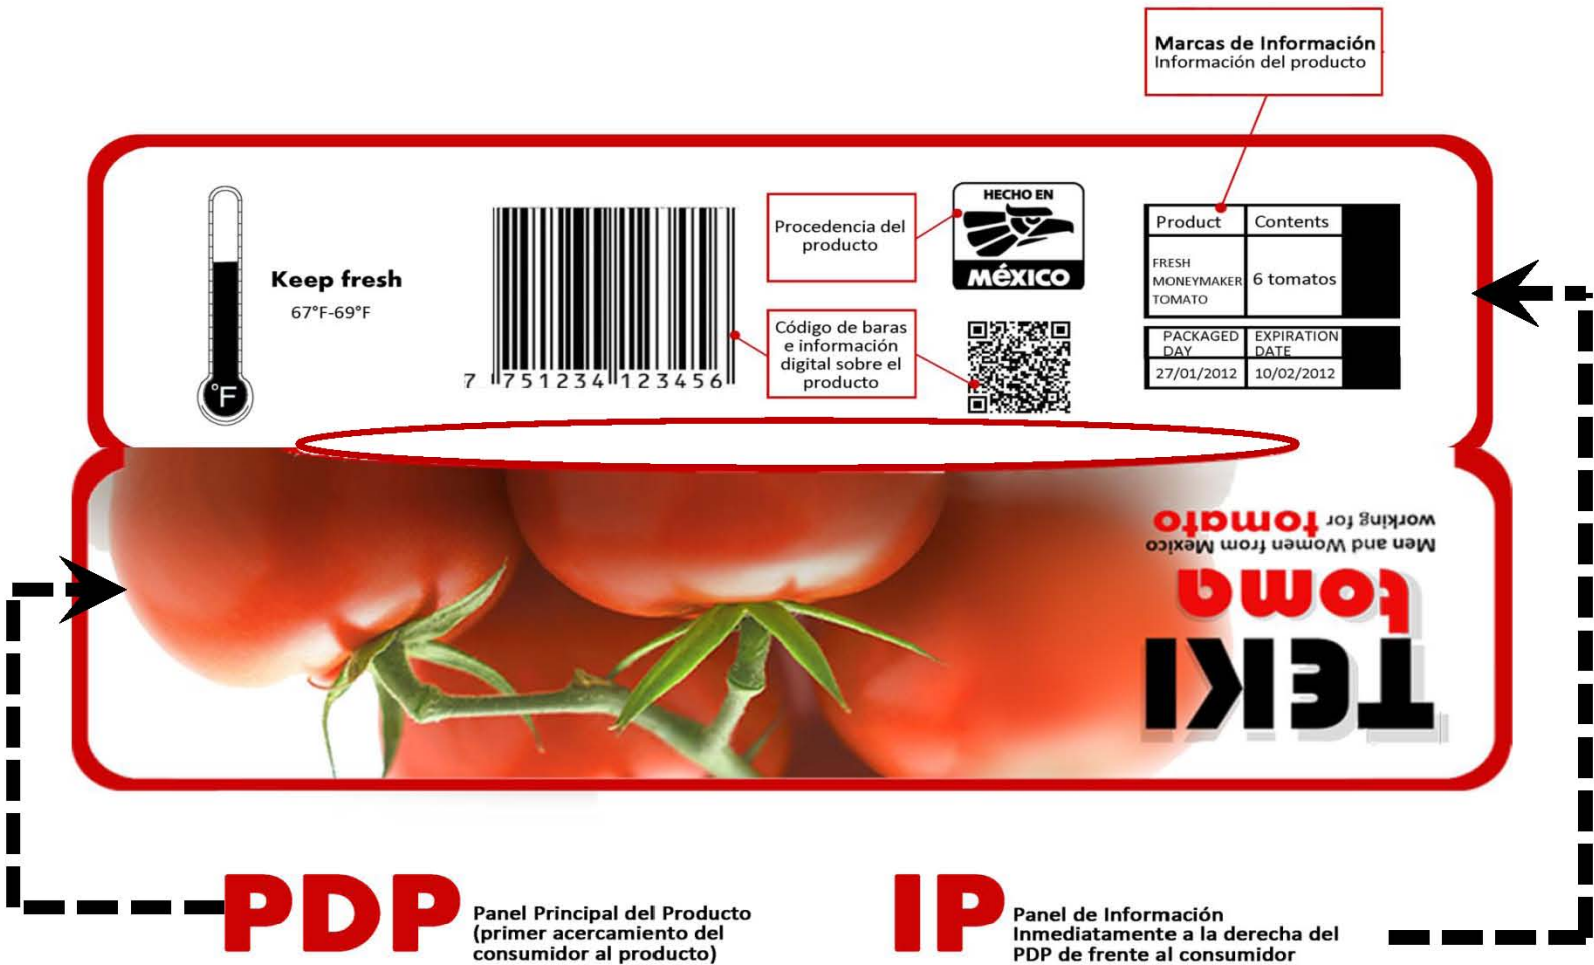 Marcas de Información
Información del producto
Keep fresh
67°F-69°F
°F
7 751234 123456
Procedencia del
producto
HECHO EN
MéXICO
Código de baras
e información
digital sobre el
producto
Product Contents
FRESH
MONEYMAKER
TOMATO
6 tomatos
PACKAGED
DAY
EXPIRATION
DATE
27/01/2012 10/02/2012
TEKI
toma
Men and Women from Mexico
working for tomato
PDP
Panel Principal del Producto
(primer acercamiento del
consumidor al producto)
IP
Panel de Información
Inmediatamente a la derecha del
PDP de frente al consumidor